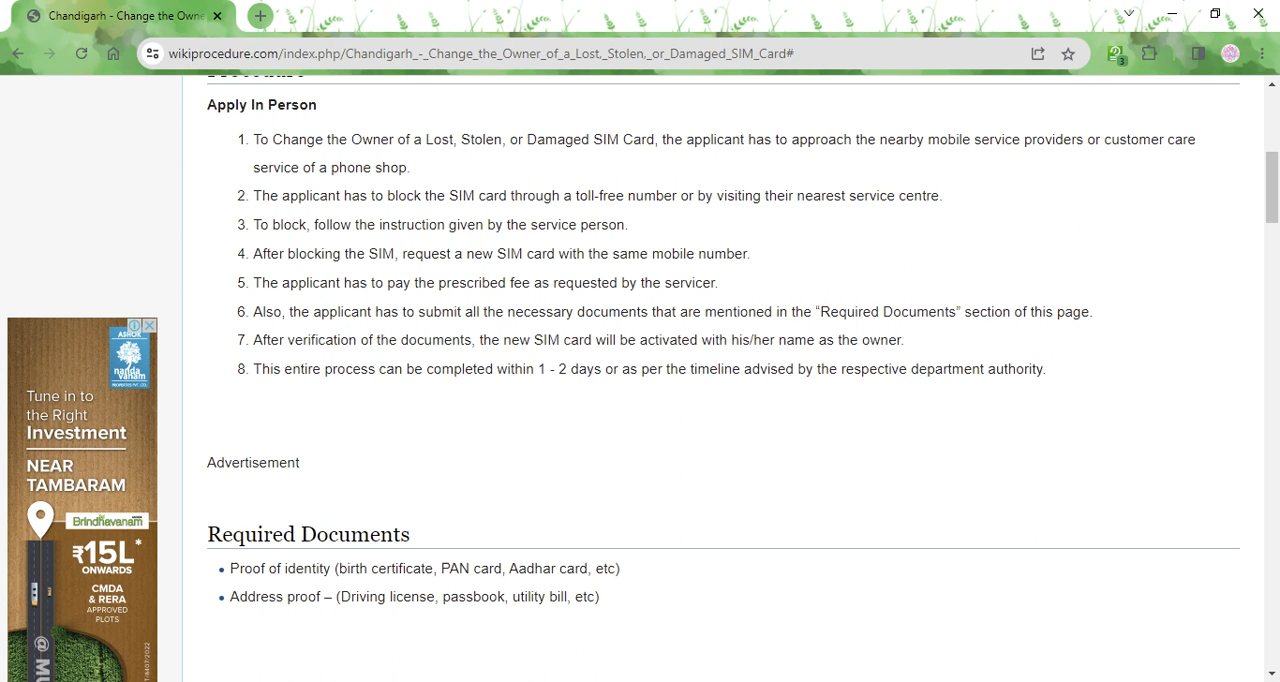 Chandigarh - Change the Owne
wikiprocedure.com/index.php/Chandigarh_-_Change_the_Owner_of_a_Lost,_Stolen,_or_Damaged_SIM_Card#
3
Procedure
Apply In Person
1. To Change the Owner of a Lost, Stolen, or Damaged SIM Card, the applicant has to approach the nearby mobile service providers or customer care
service of a phone shop.
2. The applicant has to block the SIM card through a toll-free number or by visiting their nearest service centre.
3. To block, follow the instruction given by the service person.
4. After blocking the SIM, request a new SIM card with the same mobile number.
5. The applicant has to pay the prescribed fee as requested by the servicer.
6. Also, the applicant has to submit all the necessary documents that are mentioned in the “Required Documents” section of this page.
7. After verification of the documents, the new SIM card will be activated with his/her name as the owner.
8. This entire process can be completed within 1 - 2 days or as per the timeline advised by the respective department authority.
Advertisement
Required Documents
• Proof of identity (birth certificate, PAN card, Aadhar card, etc)
• Address proof – (Driving license, passbook, utility bill, etc)
ASHOK
nanda
vanam
PROPERTIES PVT. LTD.
Tune in to
the Right
Investment
NEAR
TAMBARAM
Brindhavanam
₹15L*
ONWARDS
CMDA
& RERA
APPROVED
PLOTS
@ MU